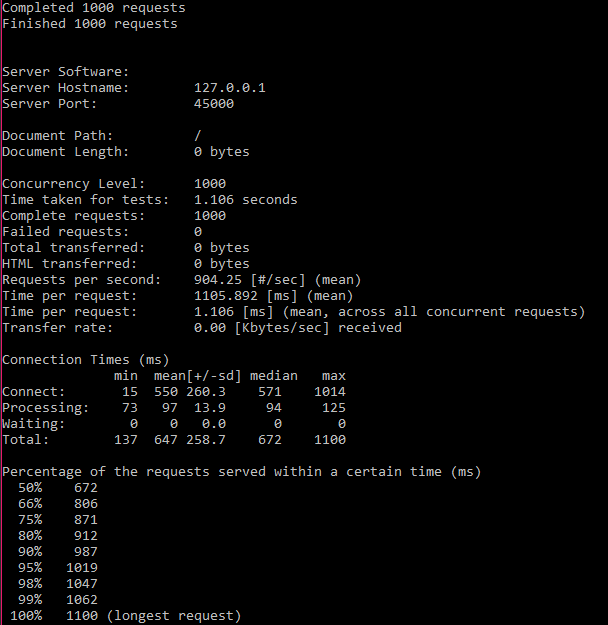 Completed 1000 requests
Finished 1000 requests
Server Software:
Server Hostname:        127.0.0.1
Server Port:            45000
Document Path:          /
Document Length:        0 bytes
Concurrency Level:      1000
Time taken for tests:   1.106 seconds
Complete requests:      1000
Failed requests:        0
Total transferred:      0 bytes
HTML transferred:       0 bytes
Requests per second:    904.25 [#/sec] (mean)
Time per request:       1105.892 [ms] (mean)
Time per request:       1.106 [ms] (mean, across all concurrent requests)
Transfer rate:          0.00 [Kbytes/sec] received
Connection Times (ms)
              min  mean[+/-sd] median   max
Connect:       15  550 260.3    571    1014
Processing:    73   97  13.9     94     125
Waiting:        0    0   0.0      0       0
Total:        137  647 258.7    672    1100
Percentage of the requests served within a certain time (ms)
  50%    672
  66%    806
  75%    871
  80%    912
  90%    987
  95%   1019
  98%   1047
  99%   1062
 100%   1100 (longest request)